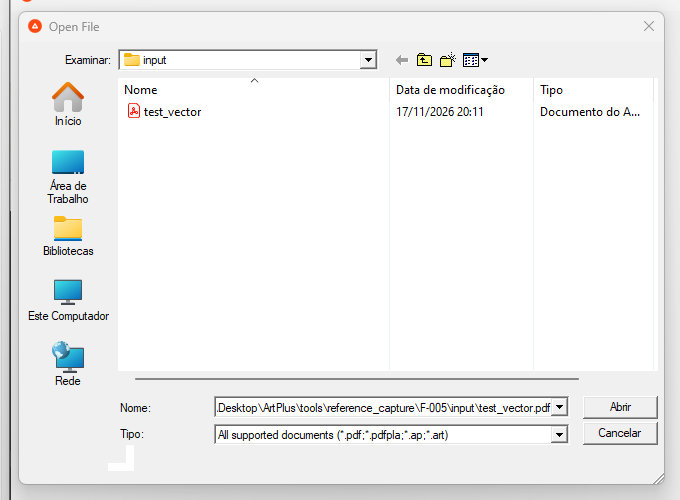 Open File
Examinar: input
Nome Data de modificação Tipo
test_vector 17/11/2026 20:11 Documento do A...
Início
Área de
Trabalho
Bibliotecas
Este Computador
Rede
Nome: .Desktop\ArtPlus\tools\reference_capture\F-005\input\test_vector.pdf Abrir
Tipo: All supported documents (*.pdf;*.pdfpla;*.ap;*.art) Cancelar